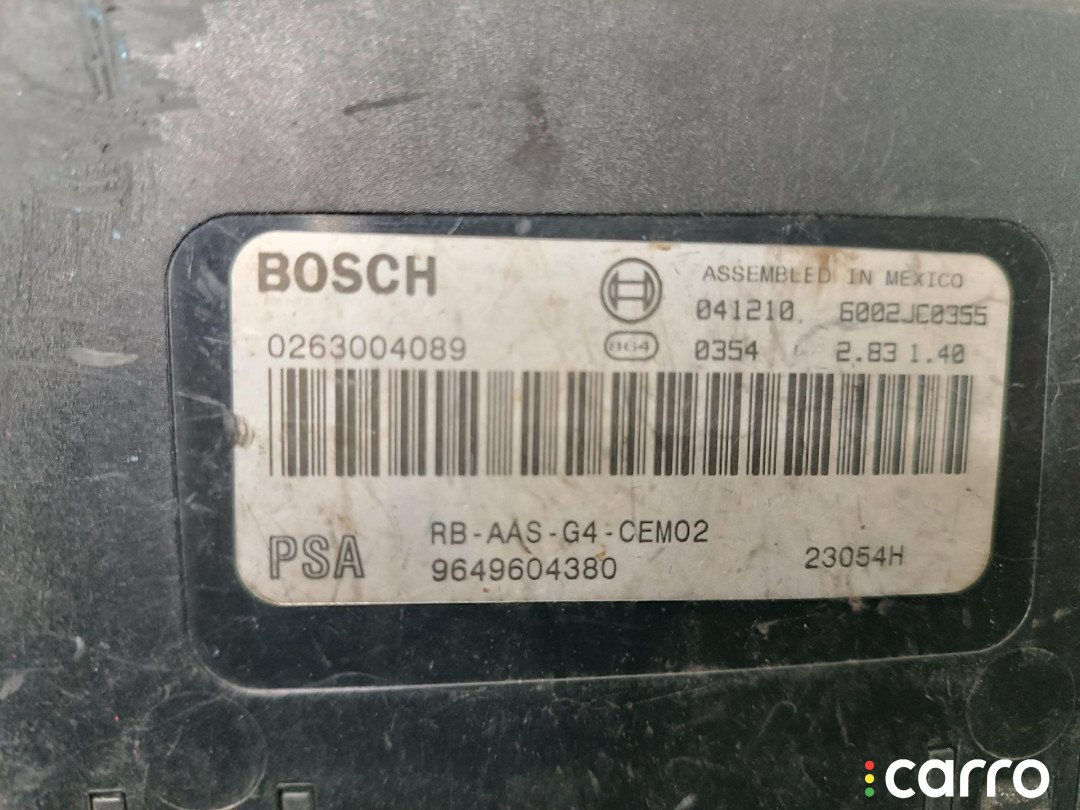 BOSCH
ASSEMBLED IN MEXICO
041210. 6002JC0355
0263004089
0354 2.83 1.40
RB-AAS-G4-CEM02
PSA
9649604380
23054H
carro